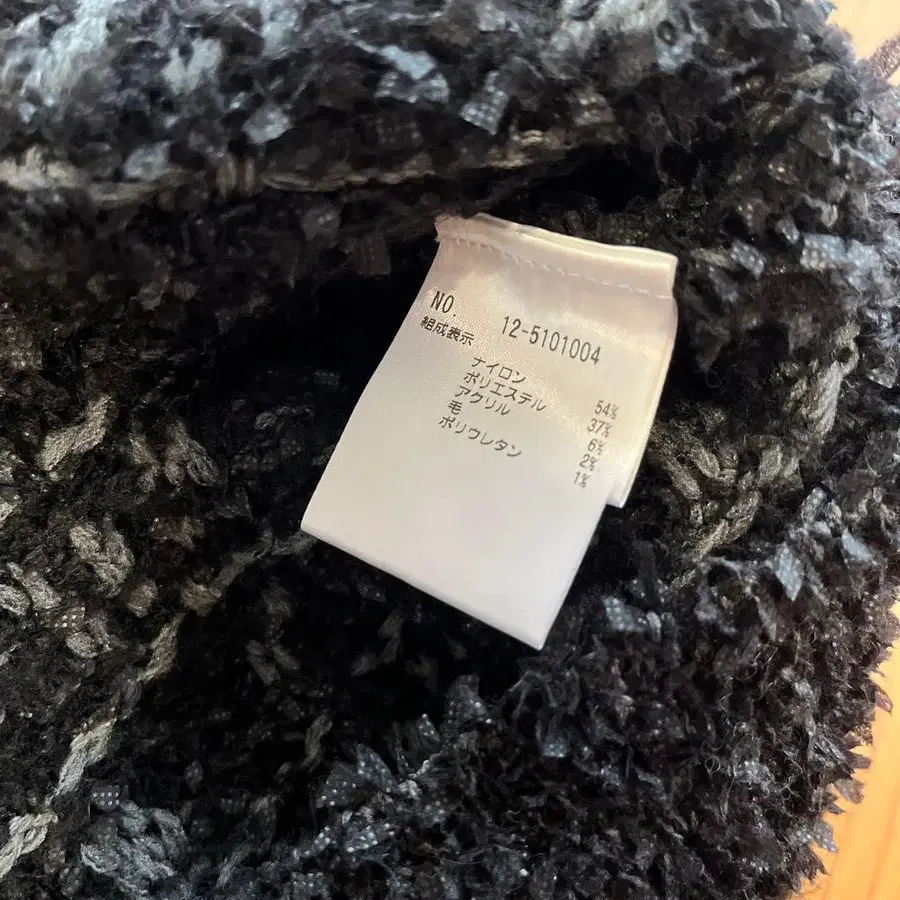 NO. 12-5101004
組成表示
ナイロン 54%
ポリエステル 37%
アクリル 6%
毛 2%
ポリウレタン 1%